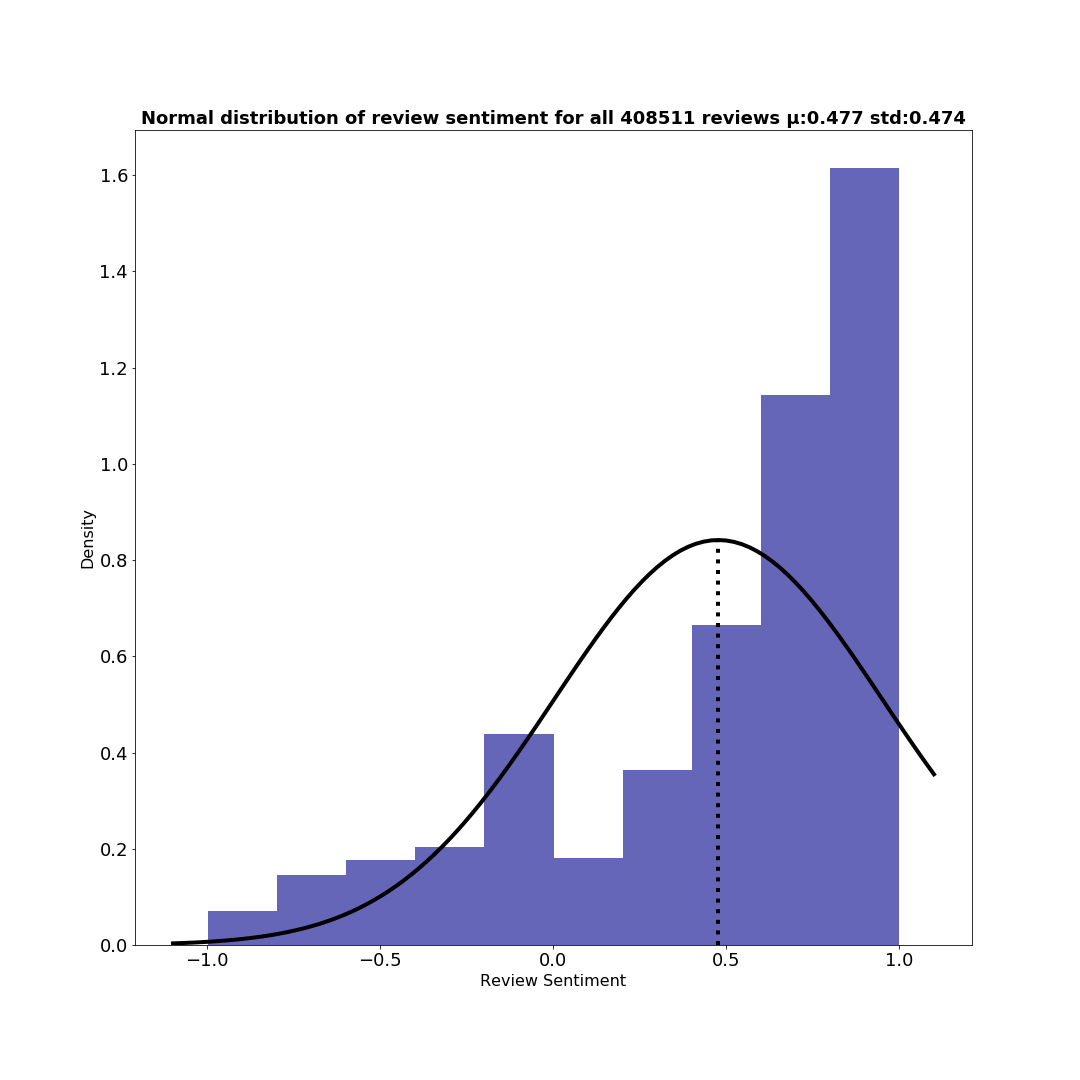 Normal distribution of review sentiment for all 408511 reviews μ:0.477 std:0.474
1.6
1.4
1.2
1.0
0.8
0.6
0.4
0.2
0.0
Density
−1.0 −0.5 0.0 0.5 1.0
Review Sentiment